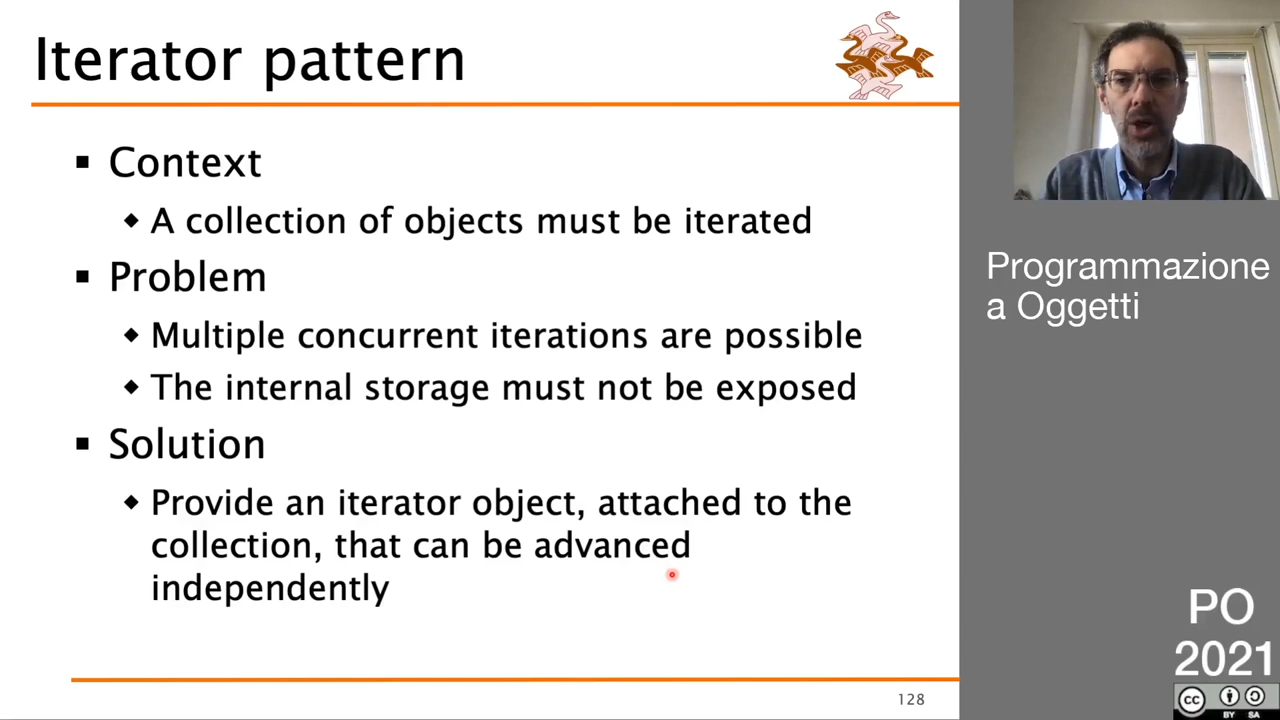 Iterator pattern
▪ Context
◆ A collection of objects must be iterated
▪ Problem
◆ Multiple concurrent iterations are possible
◆ The internal storage must not be exposed
▪ Solution
◆ Provide an iterator object, attached to the
collection, that can be advanced
independently
128
Programmazione
a Oggetti
PO
2021
cc
BY SA